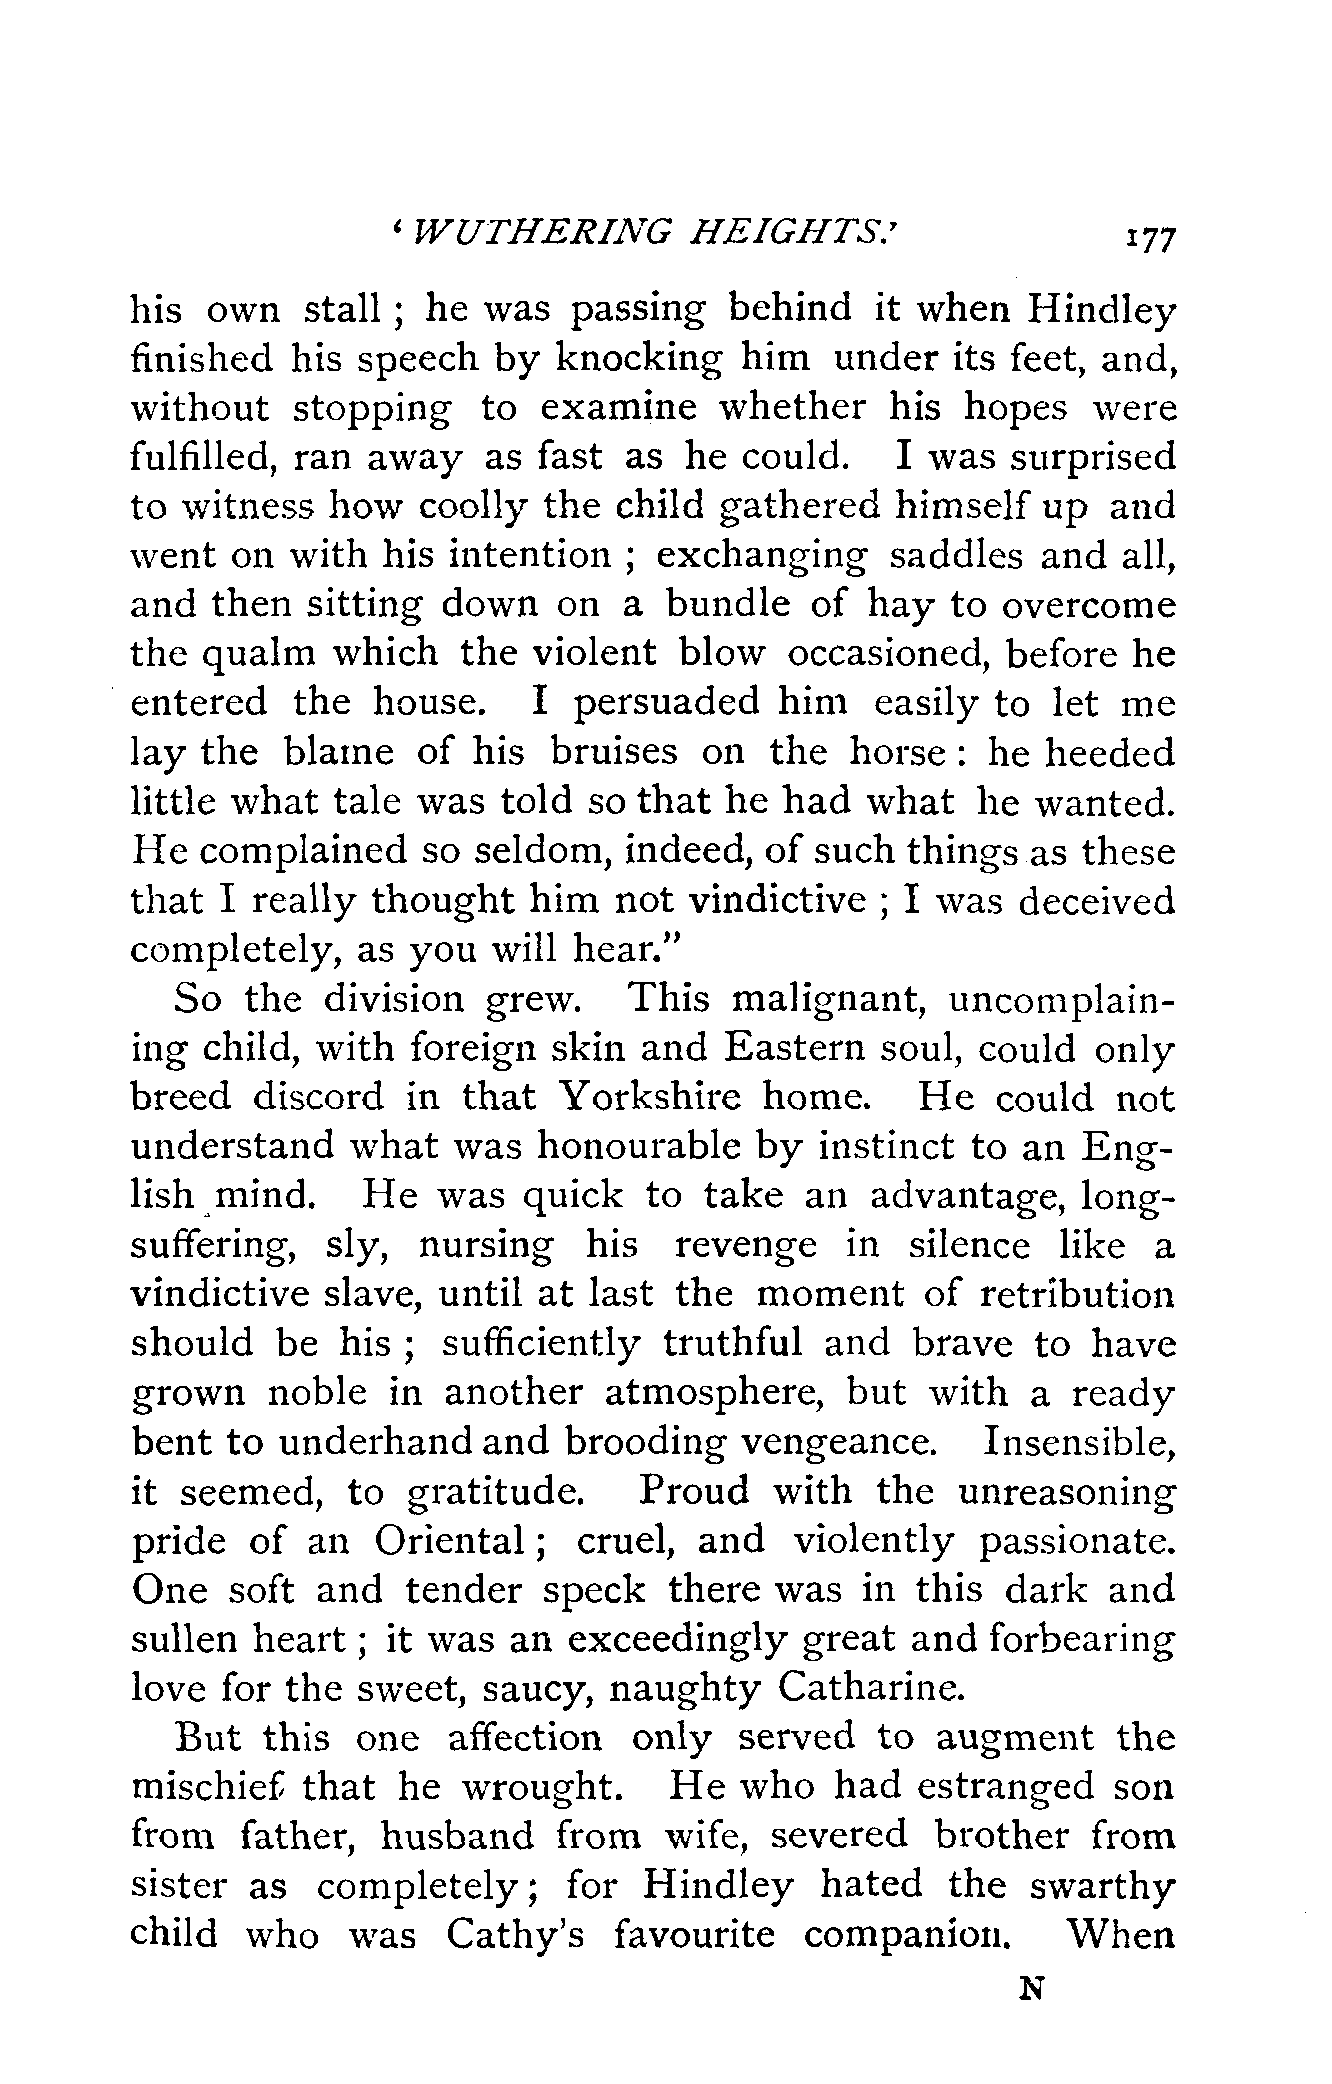 ‘WUTHERING HEIGHTS.’ 177
his own stall ; he was passing behind it when Hindley
finished his speech by knocking him under its feet, and,
without stopping to examine whether his hopes were
fulfilled, ran away as fast as he could. I was surprised
to witness how coolly the child gathered himself up and
went on with his intention ; exchanging saddles and all,
and then sitting down on a bundle of hay to overcome
the qualm which the violent blow occasioned, before he
entered the house. I persuaded him easily to let me
lay the blame of his bruises on the horse : he heeded
little what tale was told so that he had what he wanted.
He complained so seldom, indeed, of such things as these
that I really thought him not vindictive ; I was deceived
completely, as you will hear.”
So the division grew. This malignant, uncomplain-
ing child, with foreign skin and Eastern soul, could only
breed discord in that Yorkshire home. He could not
understand what was honourable by instinct to an Eng-
lish mind. He was quick to take an advantage, long-
suffering, sly, nursing his revenge in silence like a
vindictive slave, until at last the moment of retribution
should be his ; sufficiently truthful and brave to have
grown noble in another atmosphere, but with a ready
bent to underhand and brooding vengeance. Insensible,
it seemed, to gratitude. Proud with the unreasoning
pride of an Oriental ; cruel, and violently passionate.
One soft and tender speck there was in this dark and
sullen heart ; it was an exceedingly great and forbearing
love for the sweet, saucy, naughty Catharine.
But this one affection only served to augment the
mischief that he wrought. He who had estranged son
from father, husband from wife, severed brother from
sister as completely ; for Hindley hated the swarthy
child who was Cathy’s favourite companion. When
N